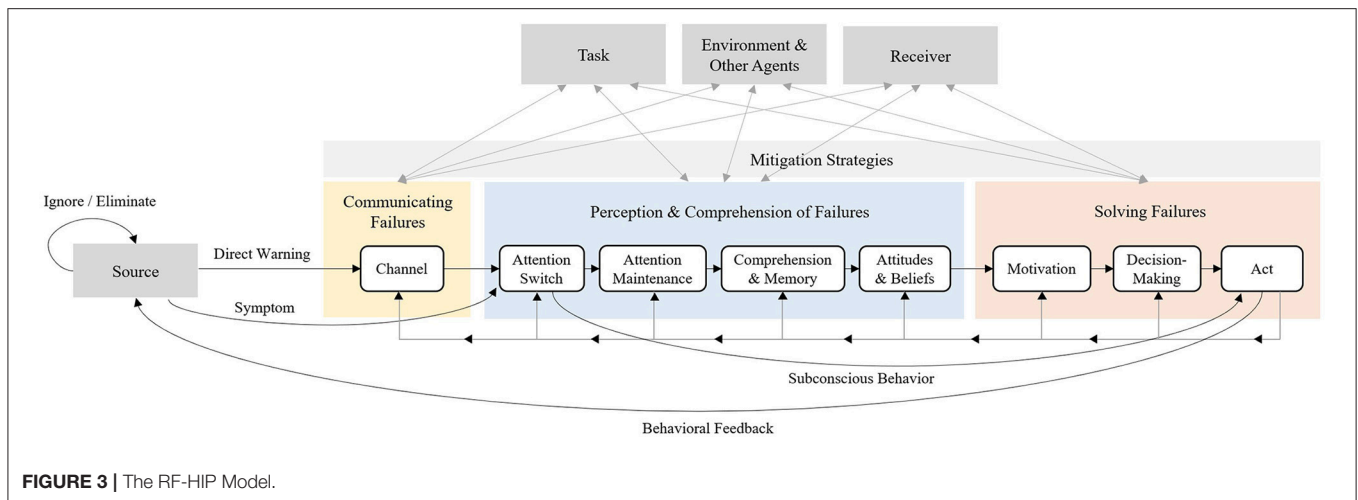 Task
Environment &
Other Agents
Receiver
Mitigation Strategies
Communicating
Failures
Perception & Comprehension of Failures
Solving Failures
Ignore / Eliminate
Source
Direct Warning
Symptom
Channel
Attention
Switch
Attention
Maintenance
Comprehension
& Memory
Attitudes
& Beliefs
Motivation
Decision-
Making
Act
Subconscious Behavior
Behavioral Feedback
FIGURE 3 | The RF-HIP Model.